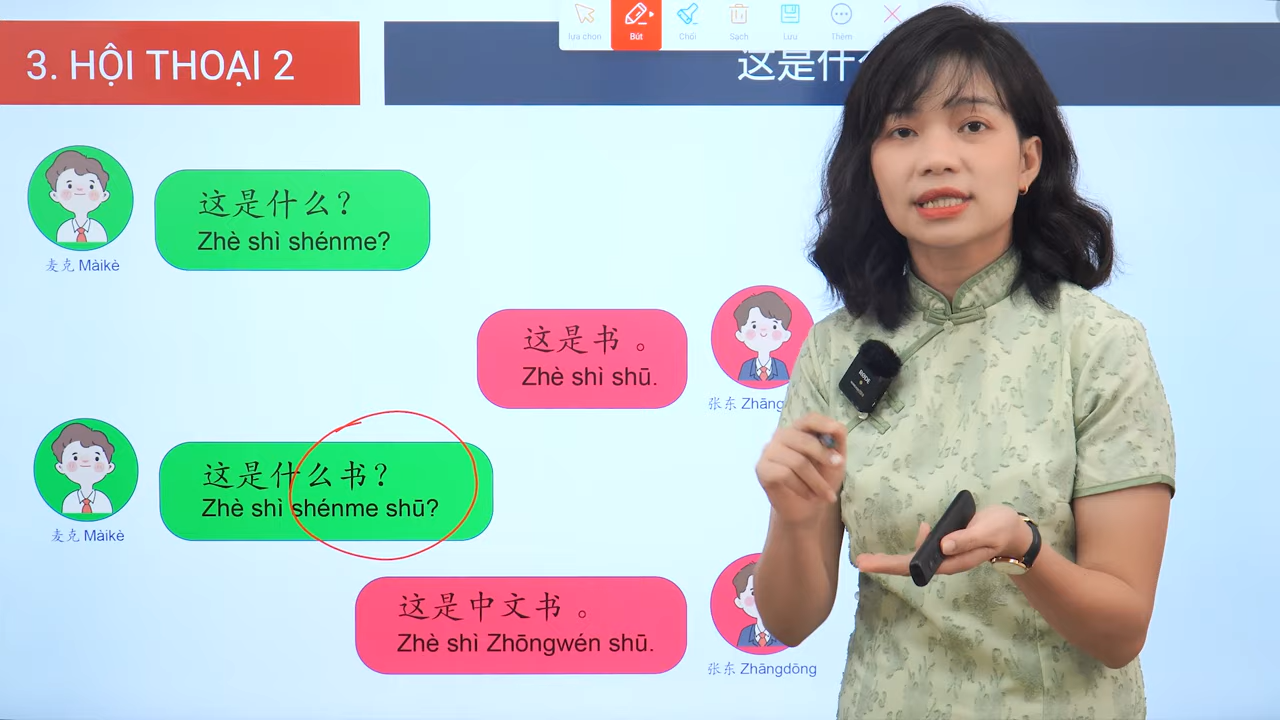 lựa chọn
Bút
Chổi
Sạch
Lưu
Thêm
3. HỘI THOẠI 2
这是什
这是什么?
Zhè shì shénme?
麦克 Màikè
这是书 。
Zhè shì shū.
张东 Zhāng
这是什么书?
Zhè shì shénme shū?
麦克 Màikè
这是中文书 。
Zhè shì Zhōngwén shū.
张东 Zhāngdōng
RØDE